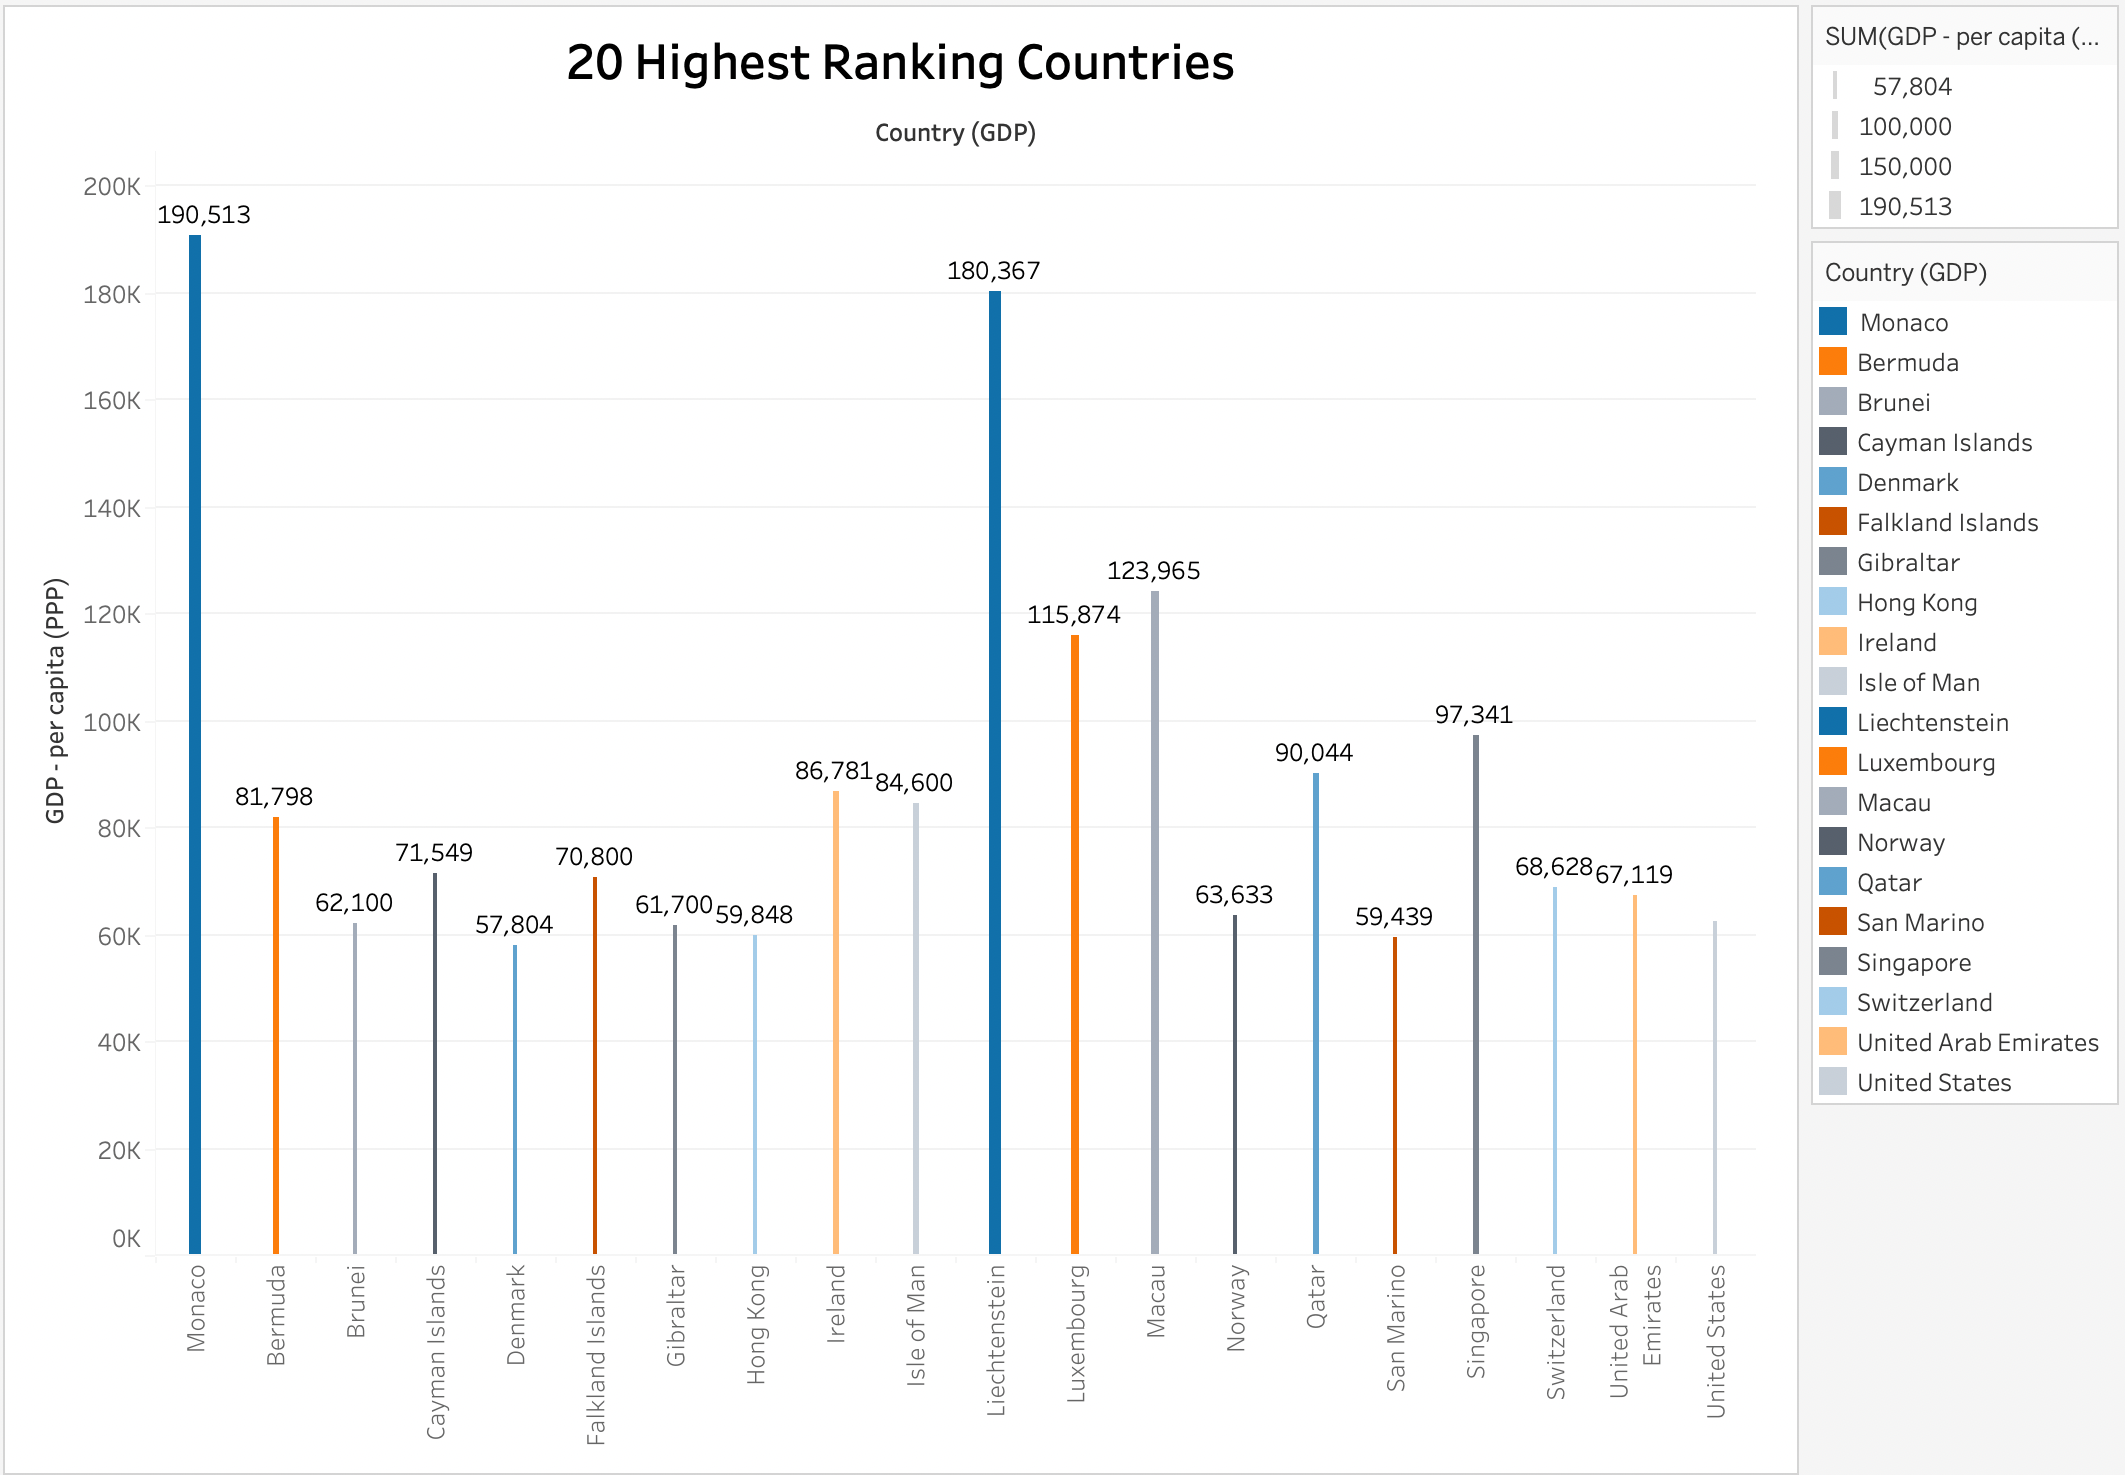 20 Highest Ranking Countries
Country (GDP)
GDP - per capita (PPP)
200K
180K
160K
140K
120K
100K
80K
60K
40K
20K
0K
190,513
81,798
62,100
71,549
57,804
70,800
61,700
59,848
86,781
84,600
180,367
115,874
123,965
63,633
90,044
59,439
97,341
68,628
67,119
Monaco
Bermuda
Brunei
Cayman Islands
Denmark
Falkland Islands
Gibraltar
Hong Kong
Ireland
Isle of Man
Liechtenstein
Luxembourg
Macau
Norway
Qatar
San Marino
Singapore
Switzerland
United Arab
Emirates
United States
SUM(GDP - per capita (...
57,804
100,000
150,000
190,513
Country (GDP)
Monaco
Bermuda
Brunei
Cayman Islands
Denmark
Falkland Islands
Gibraltar
Hong Kong
Ireland
Isle of Man
Liechtenstein
Luxembourg
Macau
Norway
Qatar
San Marino
Singapore
Switzerland
United Arab Emirates
United States